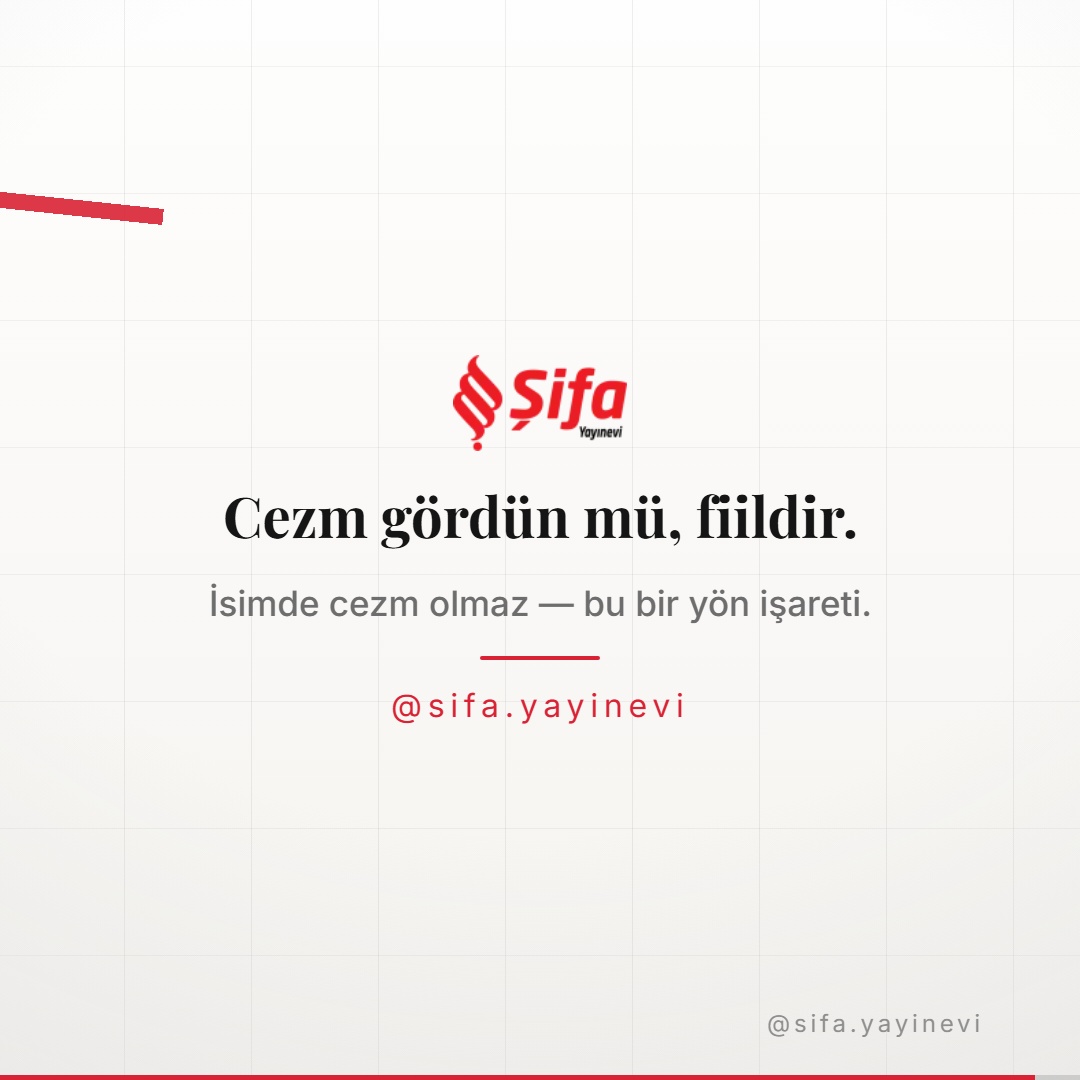 Şifa
Yayınevi
Cezm gördün mü, fiildir.
İsimde cezm olmaz — bu bir yön işareti.
@sifa.yayinevi
@sifa.yayinevi